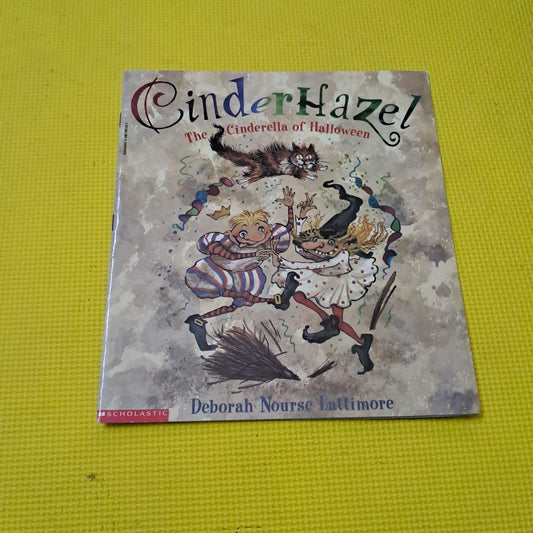 CinderHazel
The Cinderella of Halloween
SCHOLASTIC
Deborah Nourse Lattimore